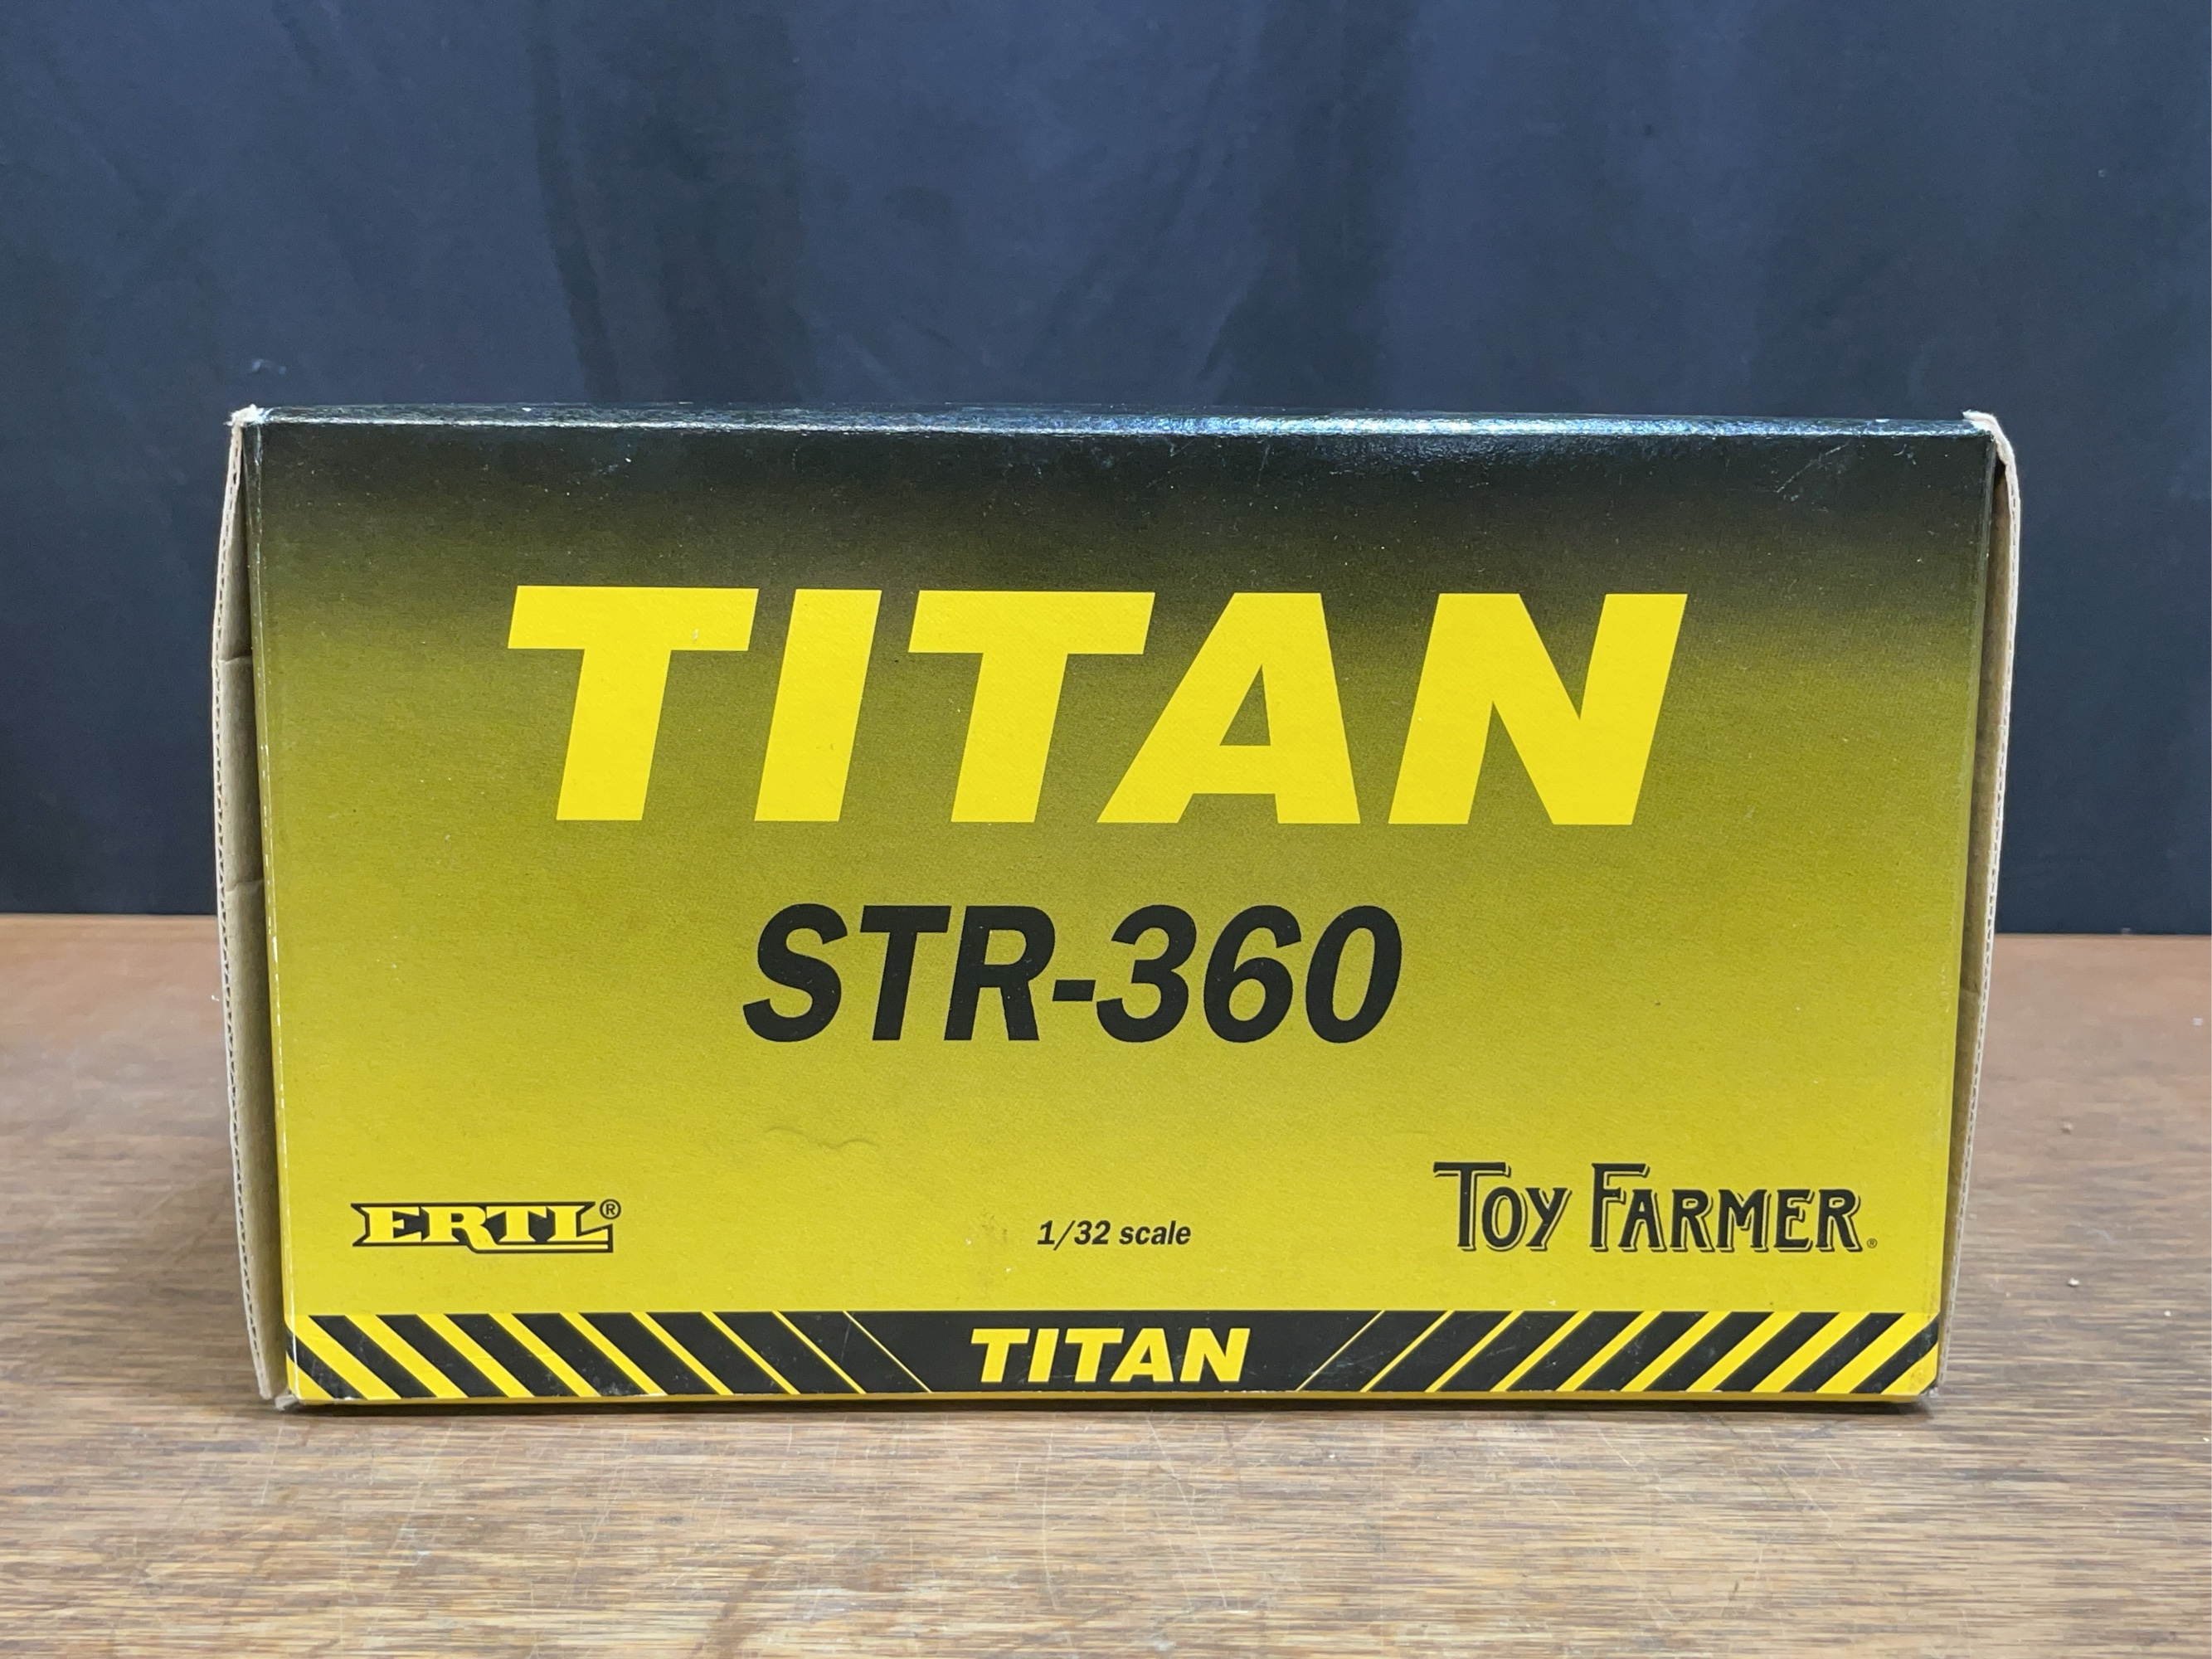 TITAN
STR-360
ERTL®
1/32 scale
TOY FARMER®
TITAN